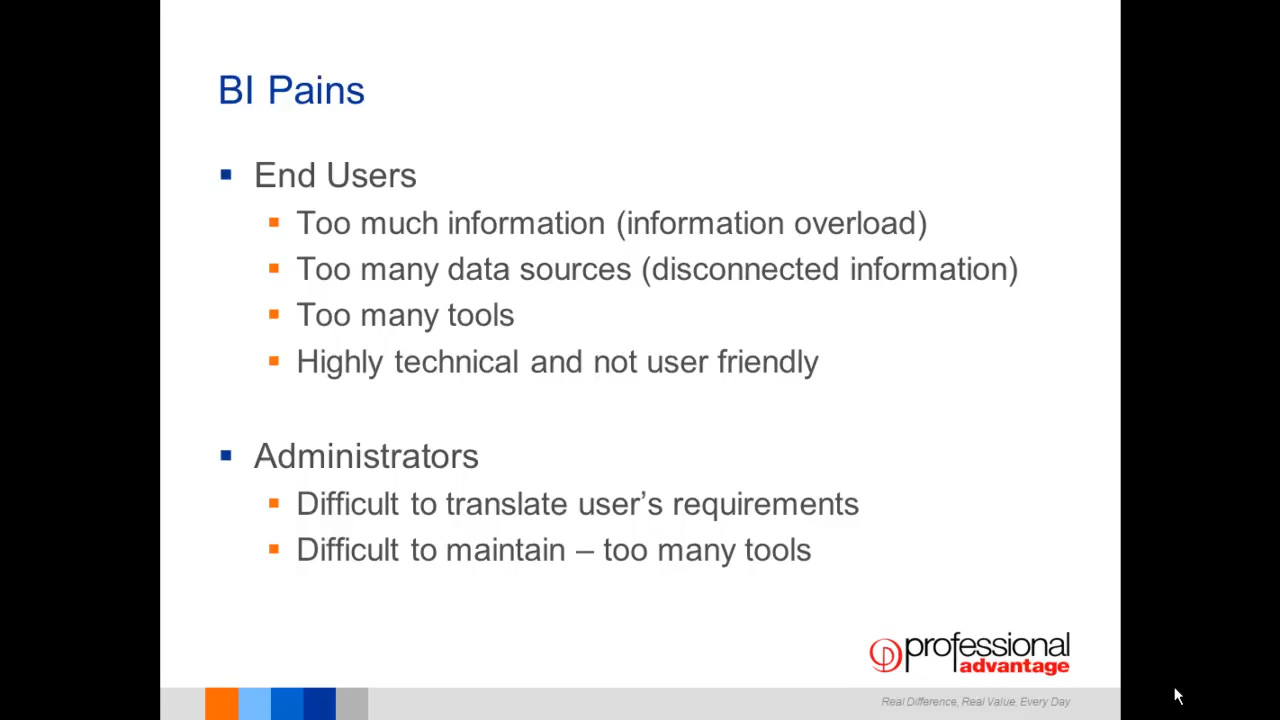 BI Pains
End Users
Too much information (information overload)
Too many data sources (disconnected information)
Too many tools
Highly technical and not user friendly
Administrators
Difficult to translate user’s requirements
Difficult to maintain – too many tools
professional
advantage
Real Difference, Real Value, Every Day